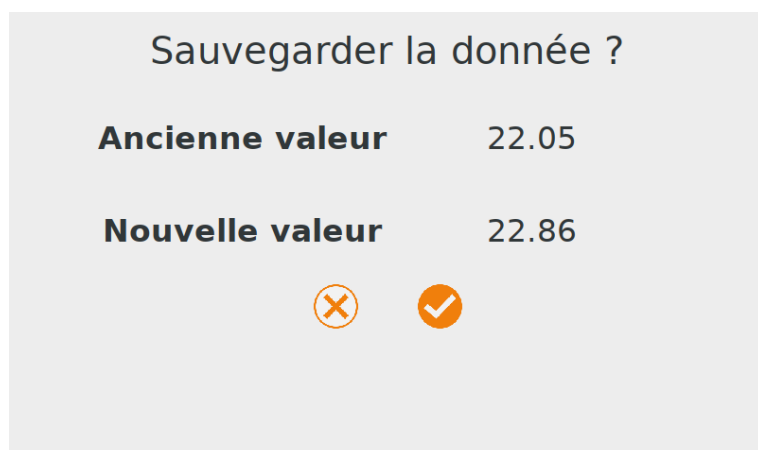 Sauvegarder la donnée ?
Ancienne valeur 22.05
Nouvelle valeur 22.86